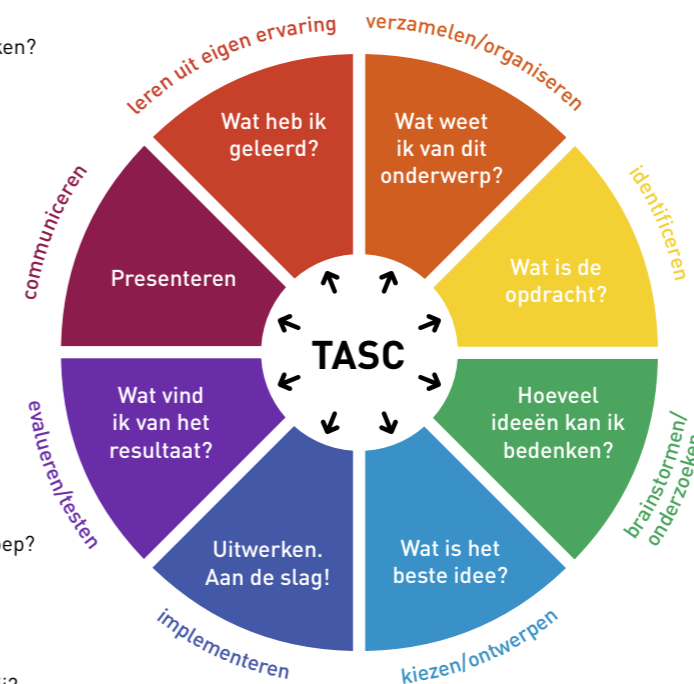 ken?
leren uit eigen ervaring
verzamelen/organiseren
Wat heb ik
geleerd?
Wat weet
ik van dit
onderwerp?
communiceren
identificeren
Presenteren
Wat is de
opdracht?
TASC
Wat vind
ik van het
resultaat?
Hoeveel
ideeën kan ik
bedenken?
evalueren/testen
brainstormen/
onderzoeken
Uitwerken.
Aan de slag!
Wat is het
beste idee?
implementeren
kiezen/ontwerpen